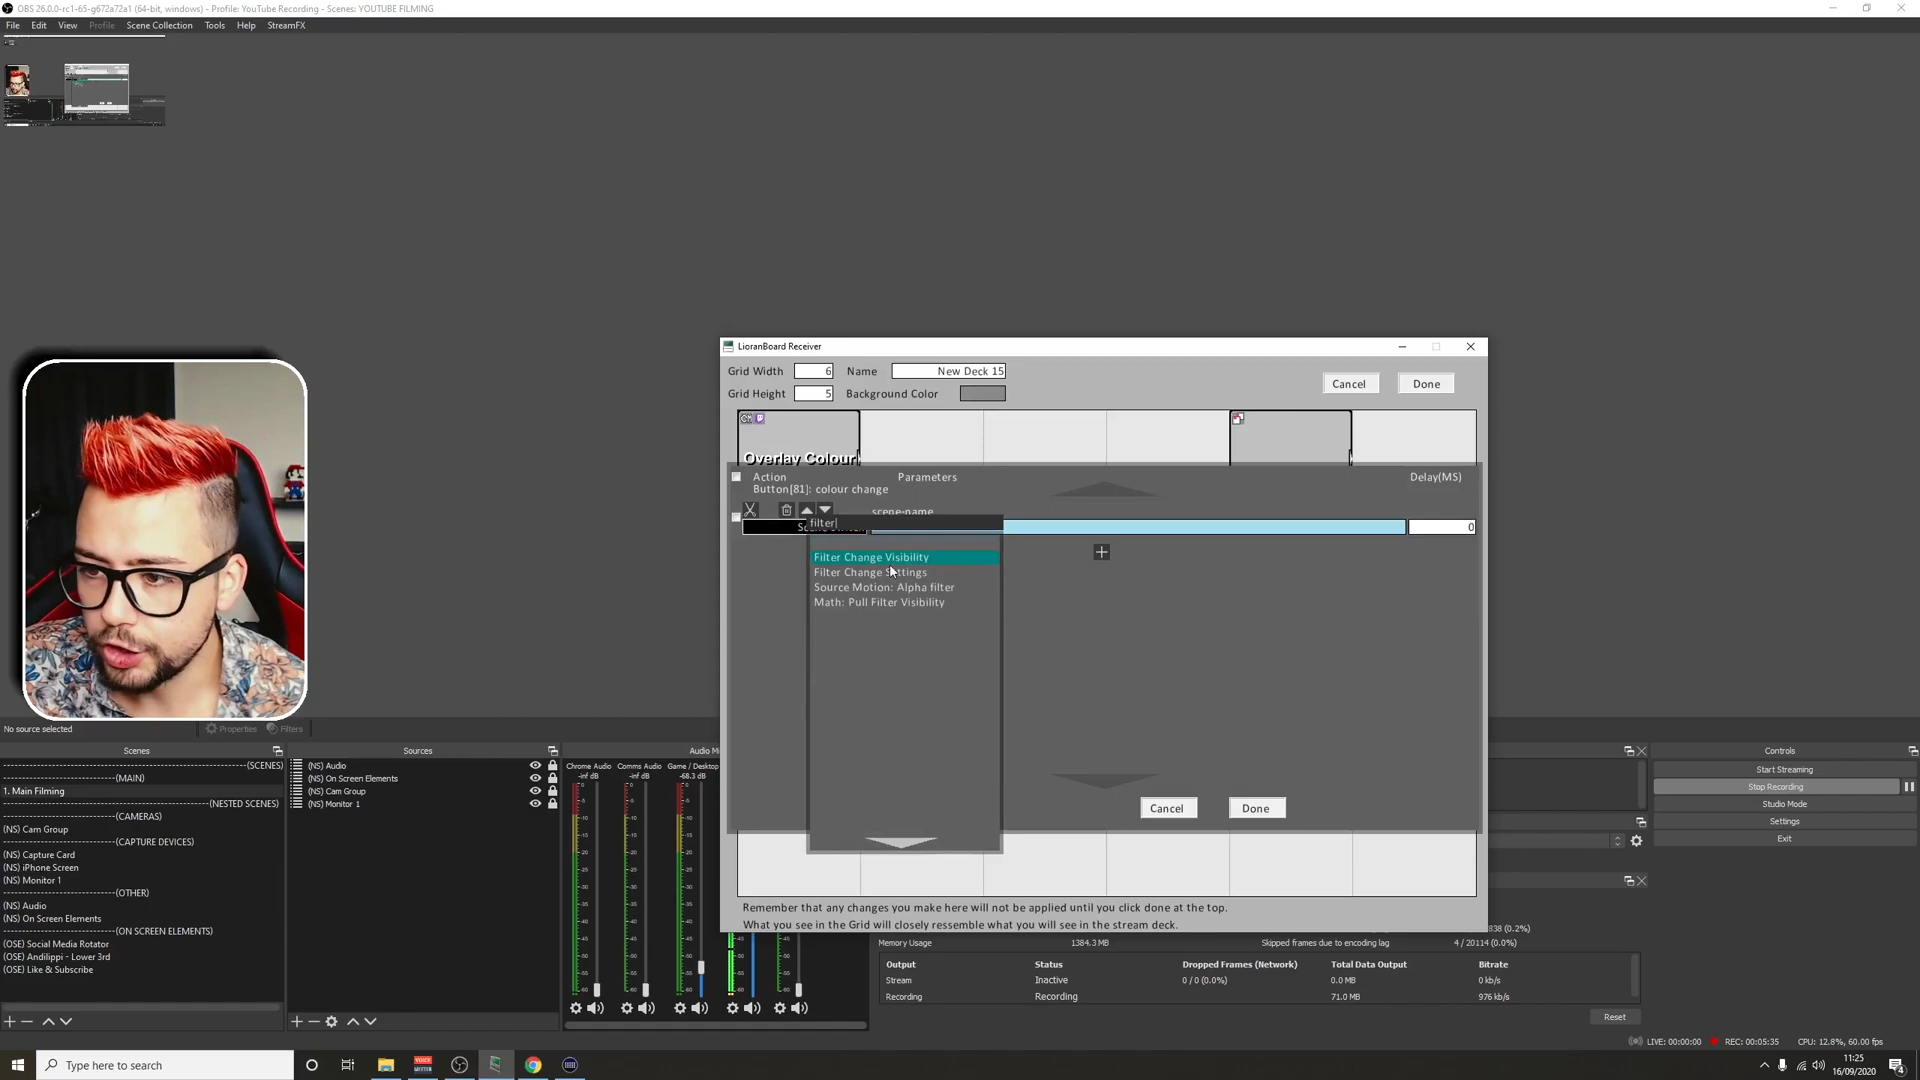 OBS 26.0.0-rc1-65-g672a72a1 (64-bit, windows) - Profile: YouTube Recording - Scenes: YOUTUBE FILMING
File Edit View Profile Scene Collection Tools Help StreamFX
LioranBoard Receiver
Grid Width 6 Name New Deck 15
Cancel Done
Grid Height 5 Background Color
Overlay Colour
Action Parameters Delay(MS)
Button[81]: colour change
scene-name
filter
0
Filter Change Visibility
Filter Change Settings
Source Motion: Alpha filter
Math: Pull Filter Visibility
Cancel Done
Remember that any changes you make here will not be applied until you click done at the top.
What you see in the Grid will closely ressemble what you will see in the stream deck.
No source selected Properties Filters
Scenes
-(SCENES)
-(MAIN)
1. Main Filming
-(NESTED SCENES)
-(CAMERAS)
(NS) Cam Group
-(CAPTURE DEVICES)
(NS) Capture Card
(NS) iPhone Screen
(NS) Monitor 1
-(OTHER)
(NS) Audio
(NS) On Screen Elements
-(ON SCREEN ELEMENTS)
(OSE) Social Media Rotator
(OSE) Andilippi - Lower 3rd
(OSE) Like & Subscribe
Sources
(NS) Audio
(NS) On Screen Elements
(NS) Cam Group
(NS) Monitor 1
Chrome Audio Comms Audio Game / Desktop
-inf dB -inf dB -68.3 dB
Controls
Start Streaming
Stop Recording
Studio Mode
Settings
Exit
Memory Usage 1384.3 MB Skipped frames due to encoding lag 4 / 20114 (0.0%)
Output Status Dropped Frames (Network) Total Data Output Bitrate
Stream Inactive 0 / 0 (0.0%) 0.0 MB 0 kb/s
Recording Recording 71.0 MB 976 kb/s
Reset
LIVE: 00:00:00 REC: 00:05:35 CPU: 12.8%, 60.00 fps
Type here to search
11:25
16/09/2020